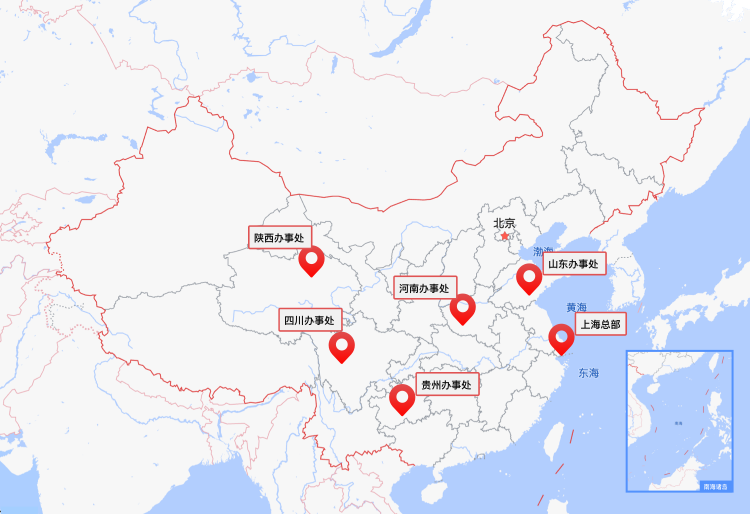 北京
陕西办事处
渤海
山东办事处
河南办事处
黄海
四川办事处
上海总部
东海
贵州办事处
南海
南海诸岛